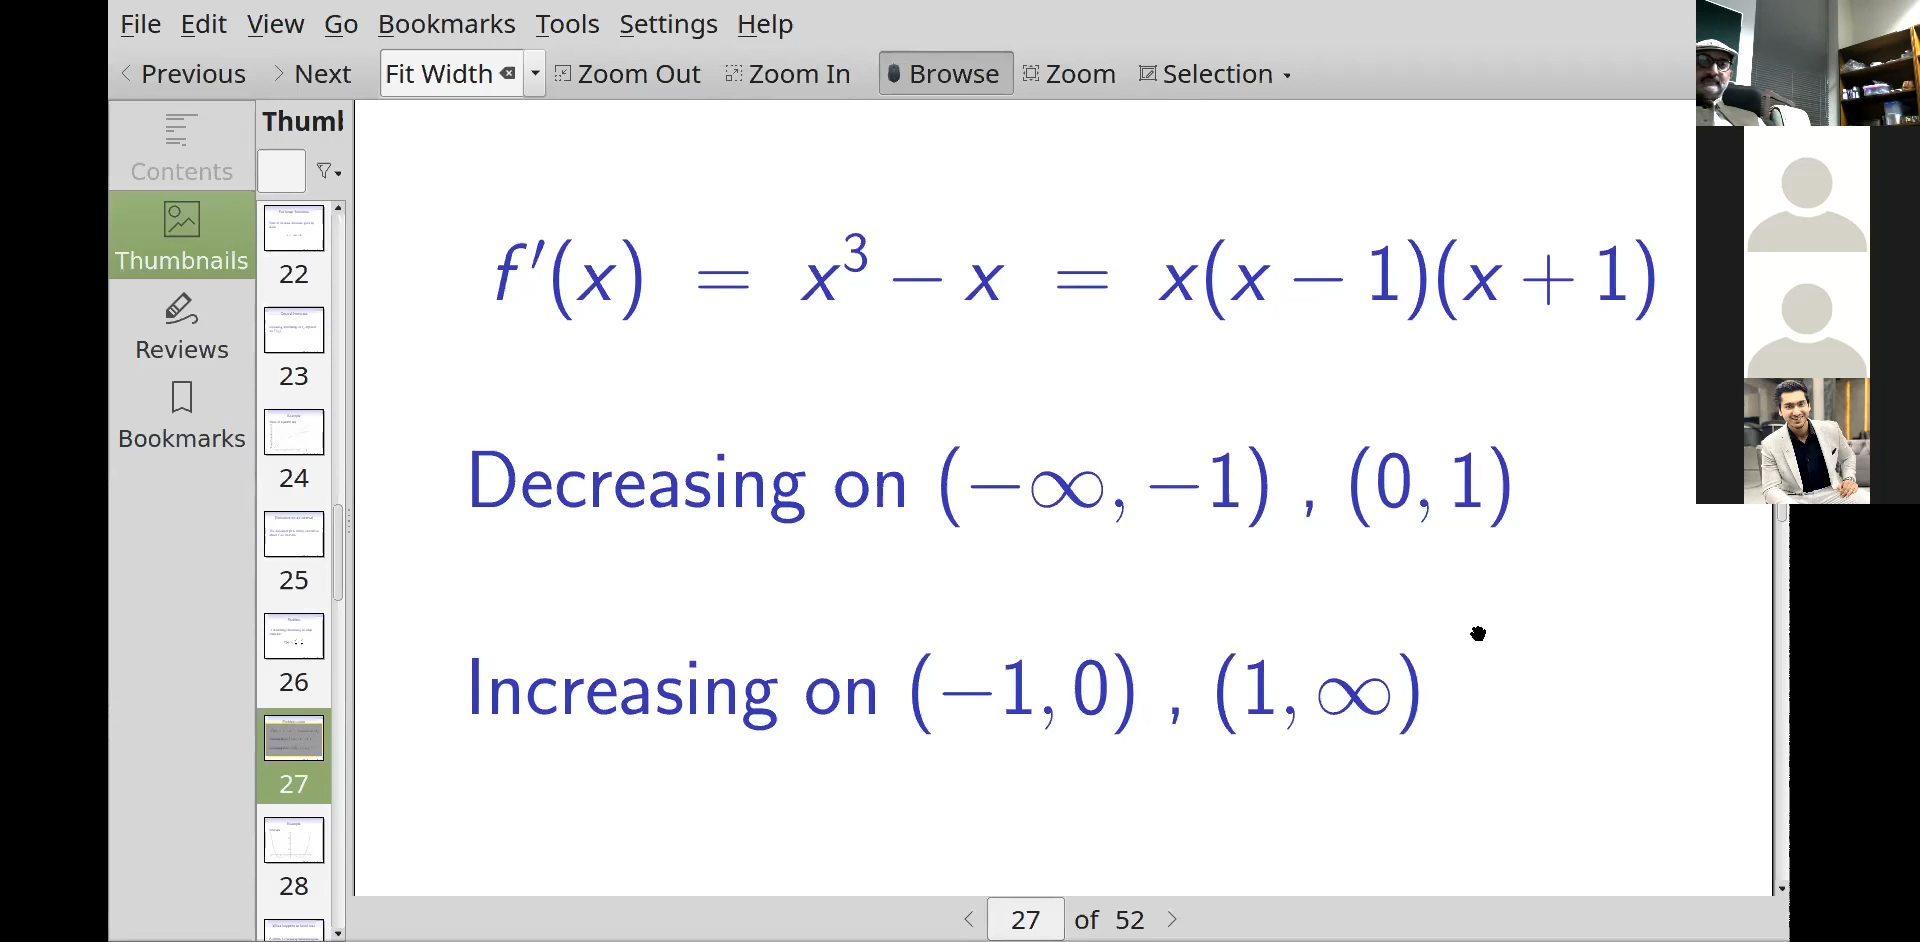 File Edit View Go Bookmarks Tools Settings Help
Previous Next Fit Width Zoom Out Zoom In Browse Zoom Selection
Contents
Thumbnails
Reviews
Bookmarks
Thuml
22
23
24
25
26
27
28
f′(x) = x³ − x = x(x − 1)(x + 1)
Decreasing on (−∞, −1) , (0, 1)
Increasing on (−1, 0) , (1, ∞)
27 of 52